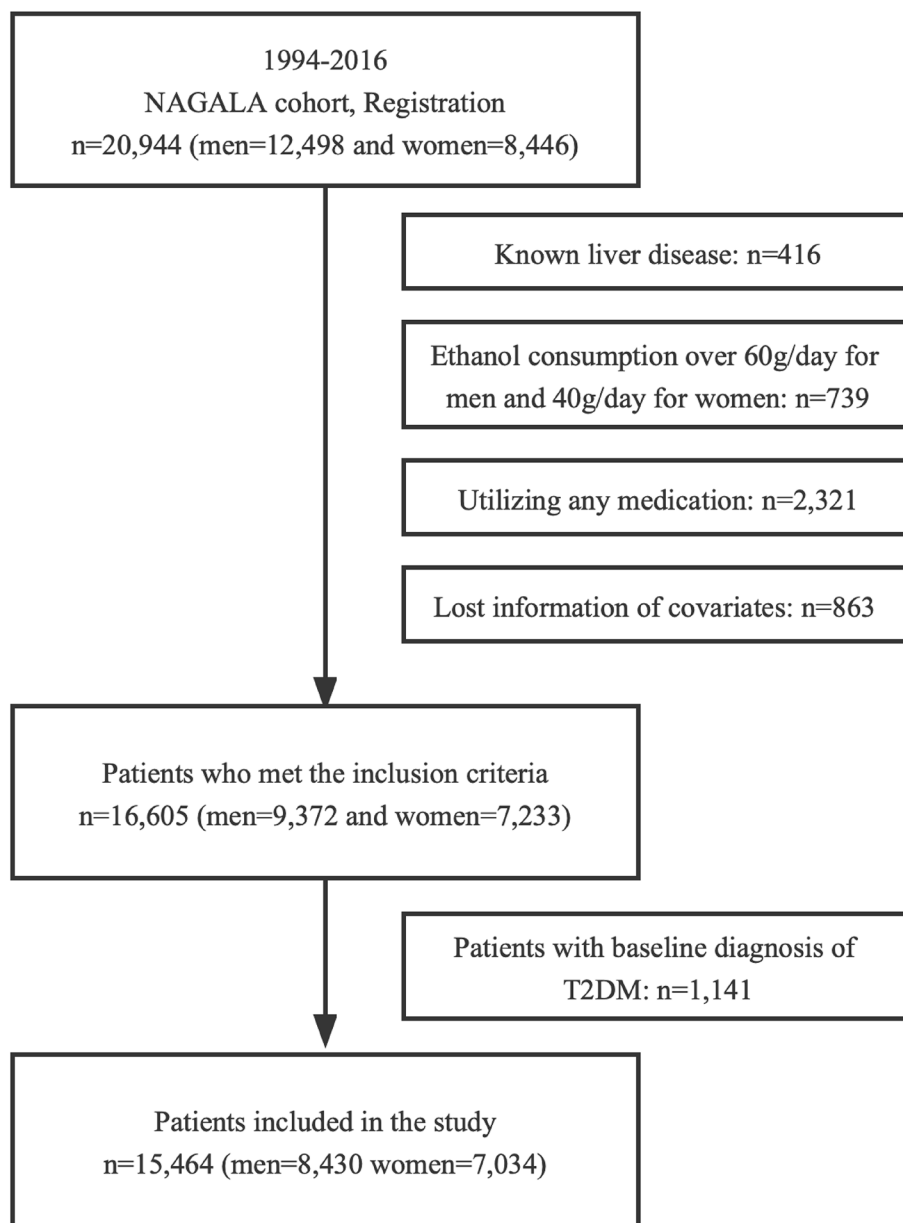 1994-2016
NAGALA cohort, Registration
n=20,944 (men=12,498 and women=8,446)
Known liver disease: n=416
Ethanol consumption over 60g/day for
men and 40g/day for women: n=739
Utilizing any medication: n=2,321
Lost information of covariates: n=863
Patients who met the inclusion criteria
n=16,605 (men=9,372 and women=7,233)
Patients with baseline diagnosis of
T2DM: n=1,141
Patients included in the study
n=15,464 (men=8,430 women=7,034)